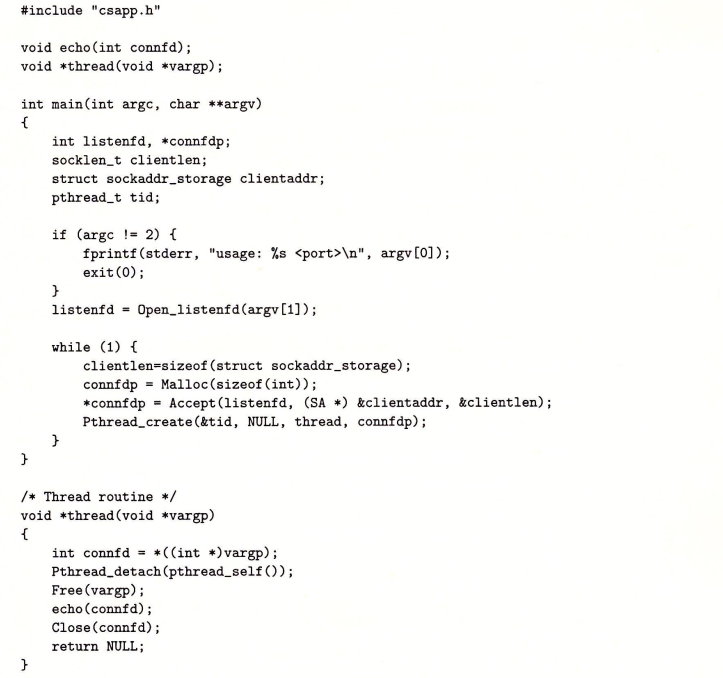 #include "csapp.h"

void echo(int connfd);
void *thread(void *vargp);

int main(int argc, char **argv)
{
    int listenfd, *connfdp;
    socklen_t clientlen;
    struct sockaddr_storage clientaddr;
    pthread_t tid;

    if (argc != 2) {
        fprintf(stderr, "usage: %s <port>\n", argv[0]);
        exit(0);
    }
    listenfd = Open_listenfd(argv[1]);

    while (1) {
        clientlen=sizeof(struct sockaddr_storage);
        connfdp = Malloc(sizeof(int));
        *connfdp = Accept(listenfd, (SA *) &clientaddr, &clientlen);
        Pthread_create(&tid, NULL, thread, connfdp);
    }
}

/* Thread routine */
void *thread(void *vargp)
{
    int connfd = *((int *)vargp);
    Pthread_detach(pthread_self());
    Free(vargp);
    echo(connfd);
    Close(connfd);
    return NULL;
}